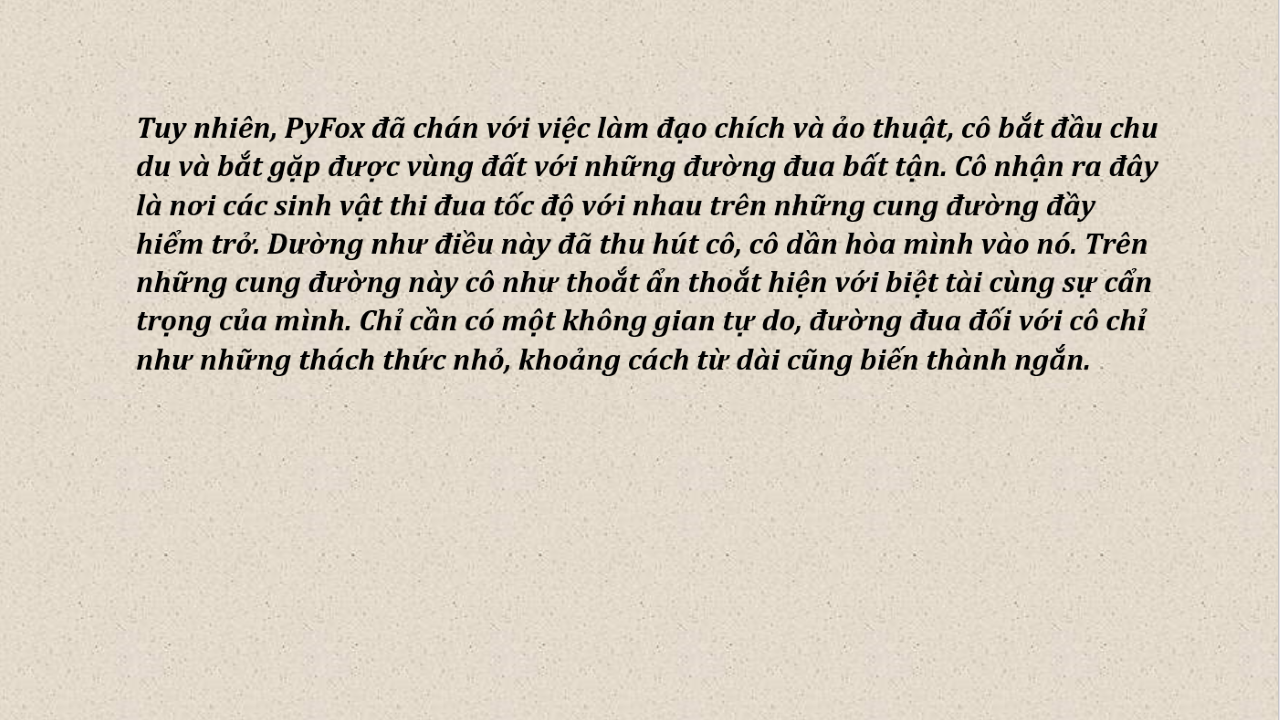 Tuy nhiên, PyFox đã chán với việc làm đạo chích và ảo thuật, cô bắt đầu chu
du và bắt gặp được vùng đất với những đường đua bất tận. Cô nhận ra đây
là nơi các sinh vật thi đua tốc độ với nhau trên những cung đường đầy
hiểm trở. Dường như điều này đã thu hút cô, cô dần hòa mình vào nó. Trên
những cung đường này cô như thoắt ẩn thoắt hiện với biệt tài cùng sự cẩn
trọng của mình. Chỉ cần có một không gian tự do, đường đua đối với cô chỉ
như những thách thức nhỏ, khoảng cách từ dài cũng biến thành ngắn.